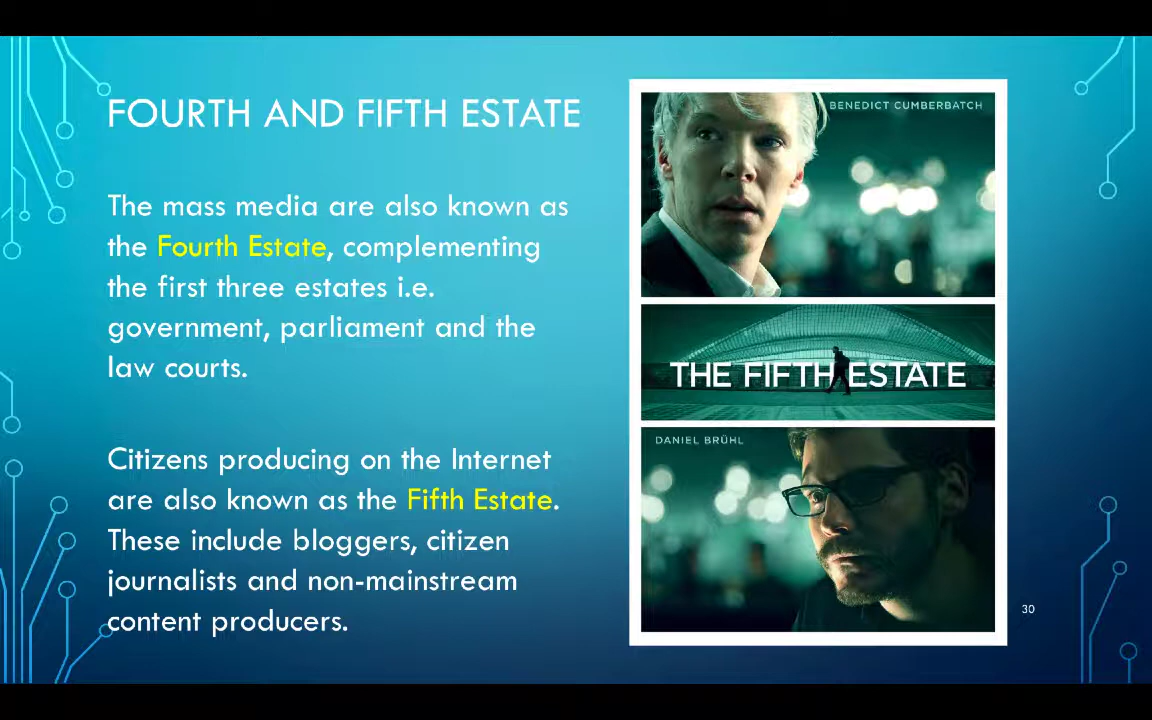 FOURTH AND FIFTH ESTATE
The mass media are also known as
the Fourth Estate, complementing
the first three estates i.e.
government, parliament and the
law courts.
Citizens producing on the Internet
are also known as the Fifth Estate.
These include bloggers, citizen
journalists and non-mainstream
content producers.
BENEDICT CUMBERBATCH
THE FIFTH ESTATE
DANIEL BRÜHL
30